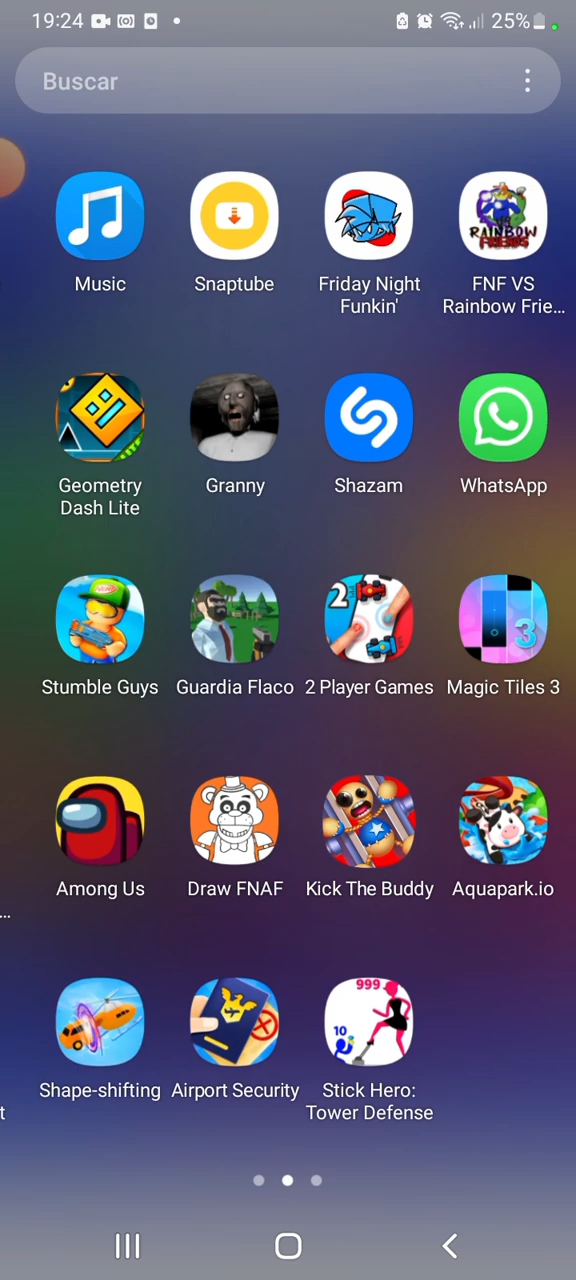 19:24
25%
Buscar
Music
Snaptube
Friday Night
Funkin'
RAINBOW
FRIENDS
FNF VS
Rainbow Frie...
Geometry
Dash Lite
Granny
Shazam
WhatsApp
2
3
Stumble Guys
Guardia Flaco
2 Player Games
Magic Tiles 3
Among Us
Draw FNAF
Kick The Buddy
Aquapark.io
...
999
10
Shape-shifting
Airport Security
Stick Hero:
Tower Defense
t